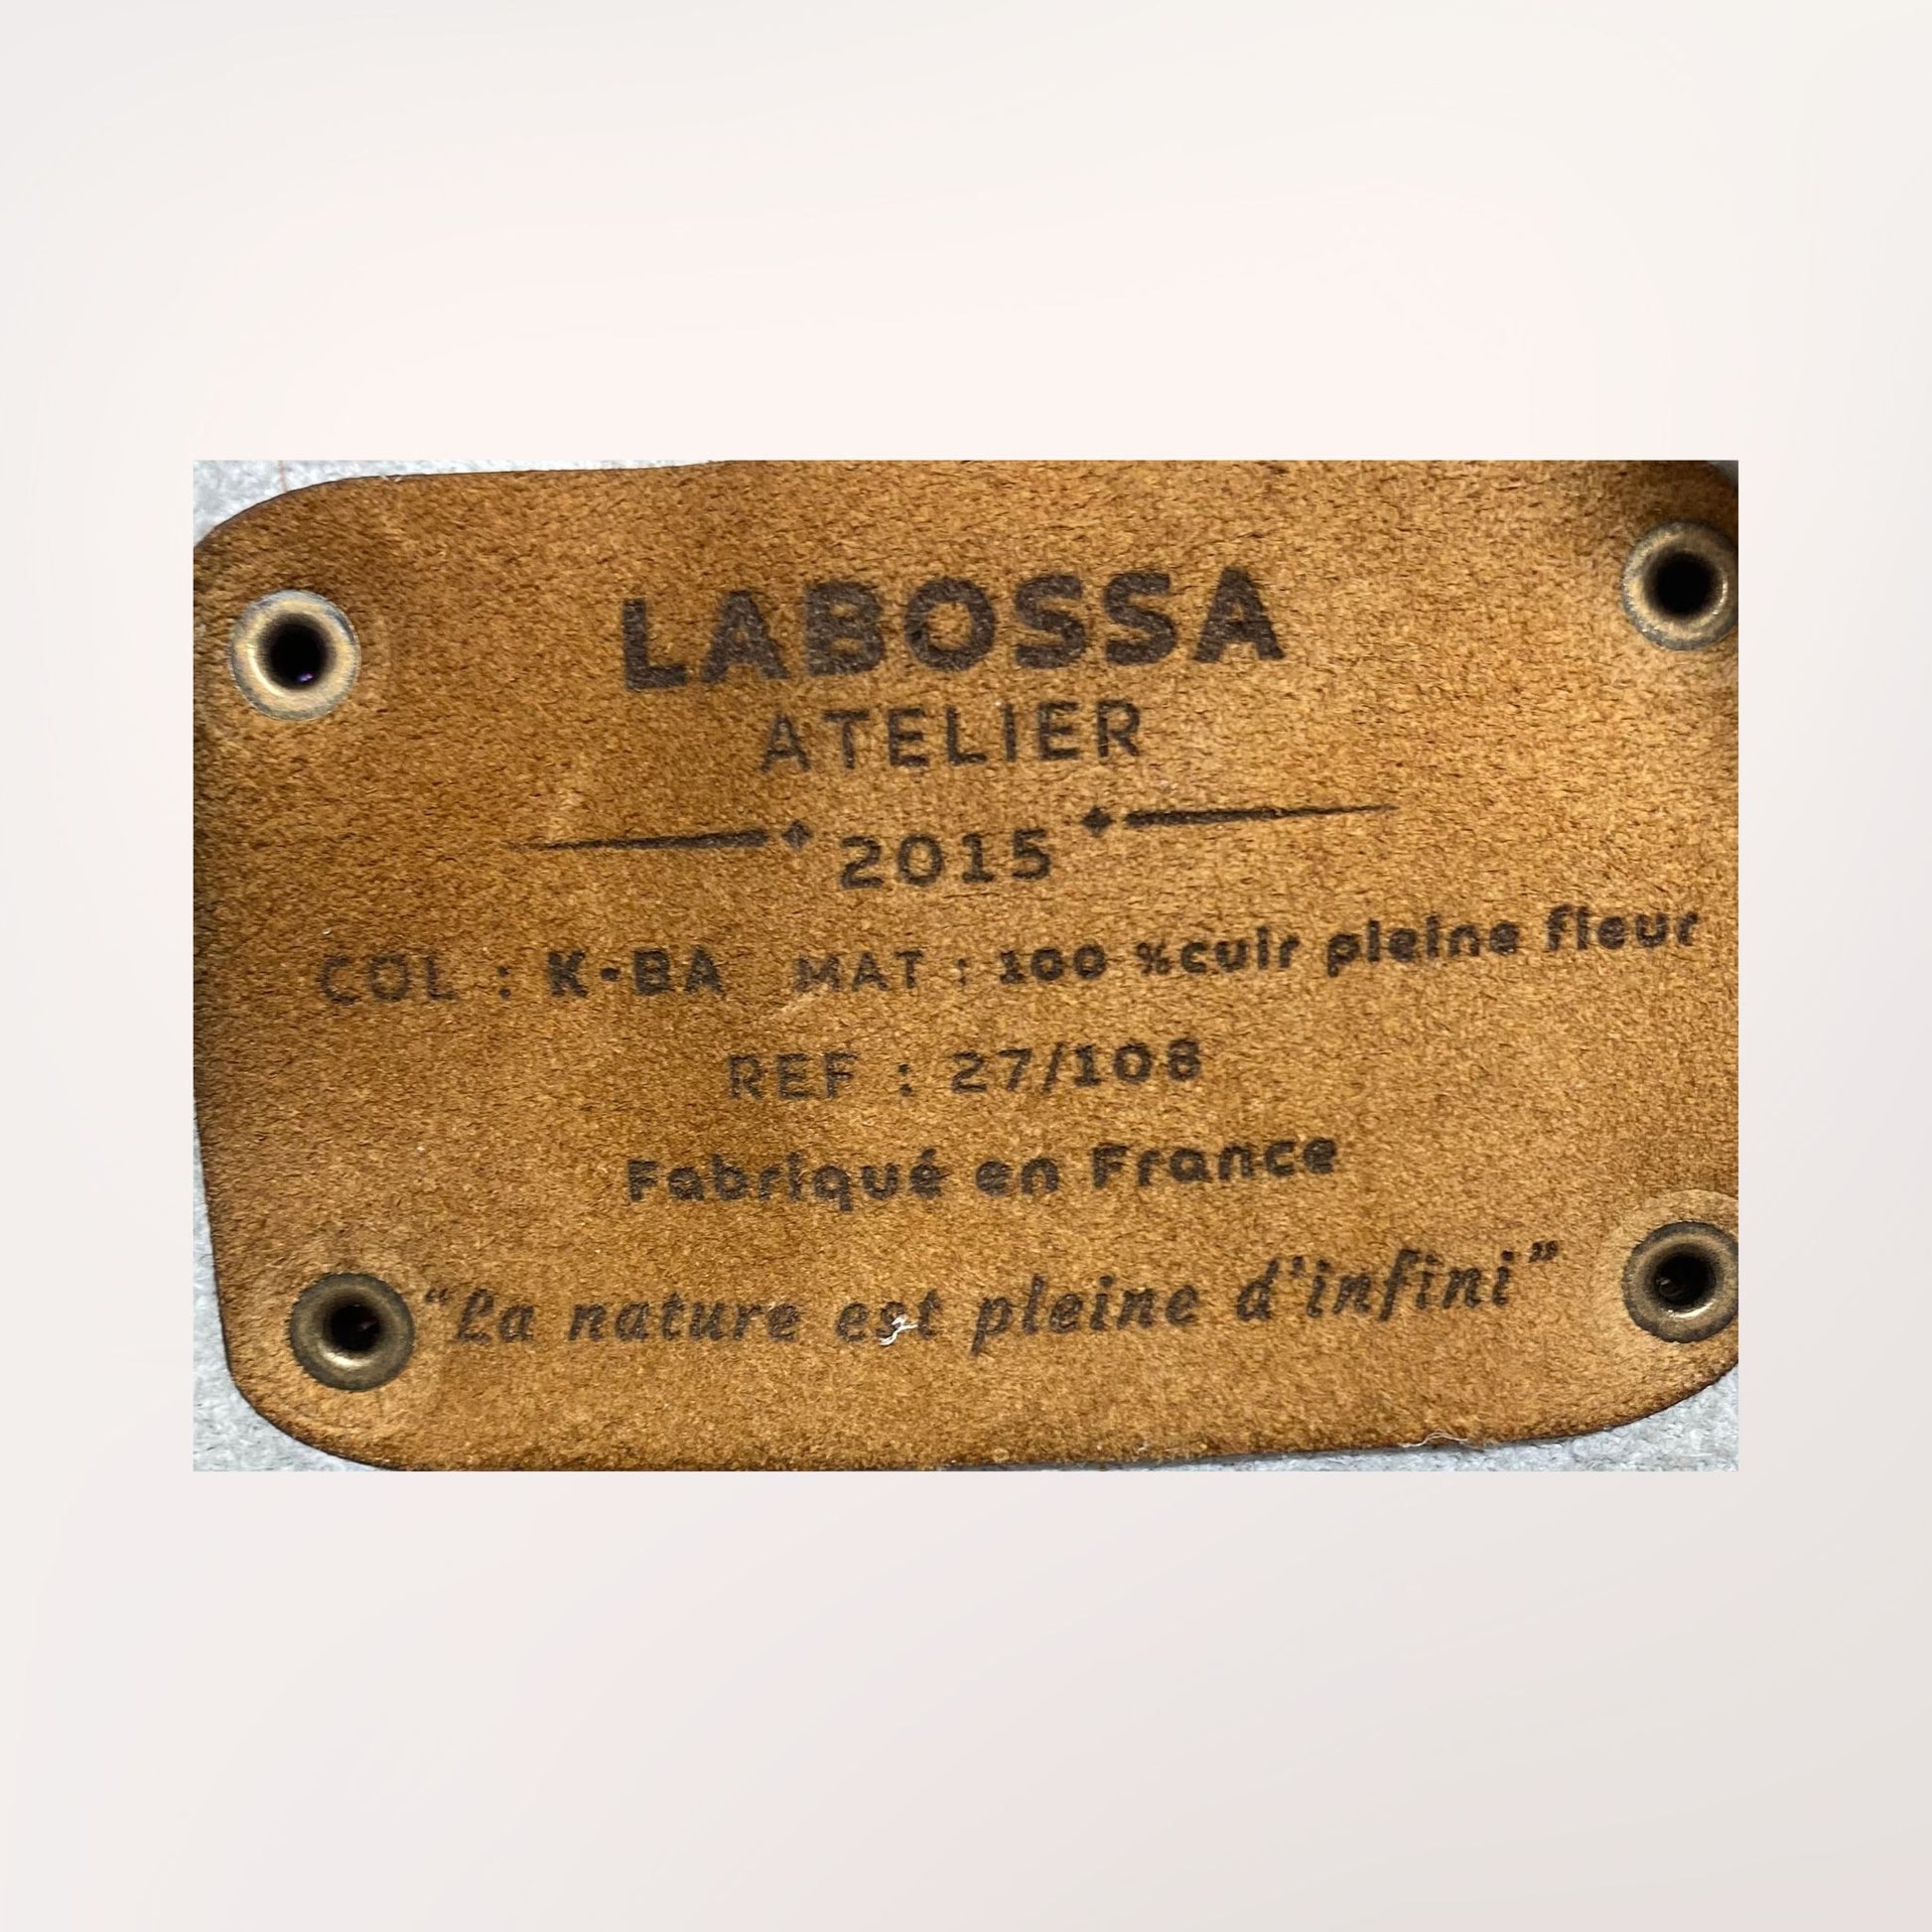 LABOSSA
ATELIER
2015
COL : K-BA MAT : 100 %cuir pleine fleur
REF : 27/108
Fabriqué en France
“La nature est pleine d'infini”